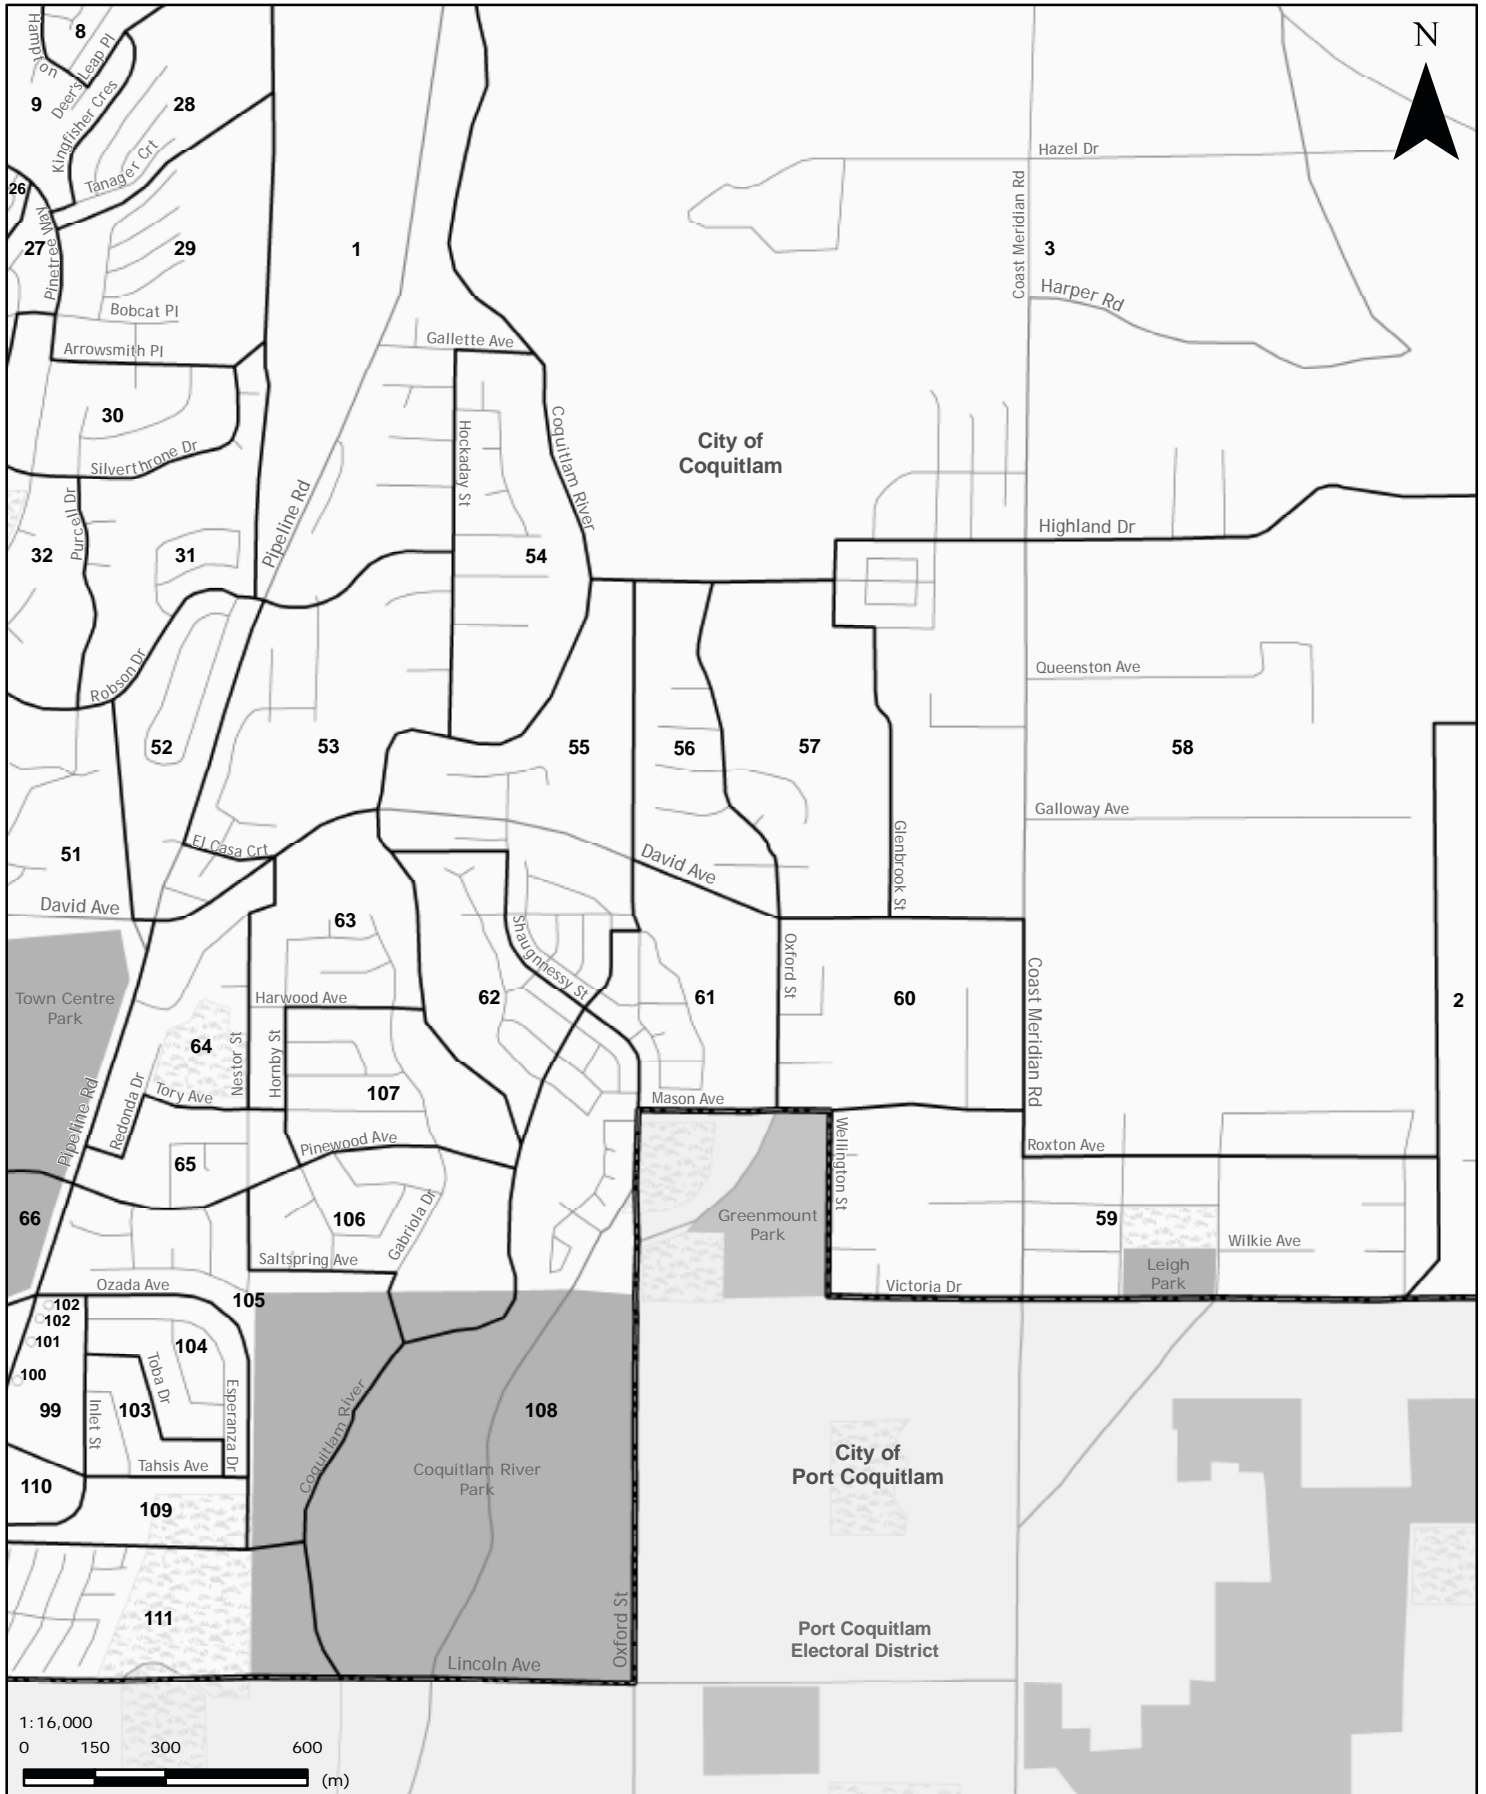 8
N
Hampton
Deer's Leap Pl
9
28
Kingfisher Cres
Tanager Crt
Hazel Dr
26
Pinetree Way
27
29
1
Coast Meridian Rd
3
Harper Rd
Bobcat Pl
Gallette Ave
Arrowsmith Pl
30
Silverthrone Dr
Hockaday St
Coquitlam River
City of
Coquitlam
Purcell Dr
Pipeline Rd
Highland Dr
32
31
54
Robson Dr
Queenston Ave
52
53
55
56
57
58
Galloway Ave
El Casa Crt
51
David Ave
Glenbrook St
David Ave
63
Shaugnnessy St
Oxford St
Coast Meridian Rd
Town Centre
Park
Harwood Ave
62
61
60
2
64
Nestor St
Hornby St
107
Tory Ave
Redonda Dr
Pipeline Rd
Mason Ave
Pinewood Ave
Wellington St
Roxton Ave
65
66
106
Gabriola Dr
Greenmount
Park
59
Wilkie Ave
Saltspring Ave
Leigh
Park
Ozada Ave
Victoria Dr
105
102
102
101
104
100
Toba Dr
99
103
Inlet St
Esperanza Dr
Coquitlam River
108
Tahsis Ave
Coquitlam River
Park
City of
Port Coquitlam
110
109
111
Oxford St
Port Coquitlam
Electoral District
Lincoln Ave
1:16,000
0 150 300 600
(m)